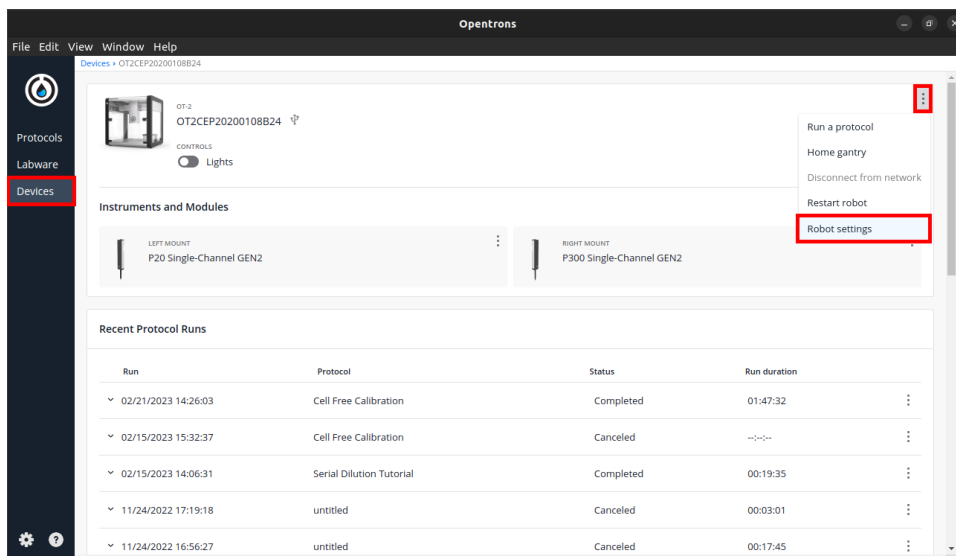 Opentrons
File Edit View Window Help
Devices › OT2CEP20200108B24
OT-2
OT2CEP20200108B24
CONTROLS
Lights
Run a protocol
Home gantry
Disconnect from network
Restart robot
Robot settings
Protocols
Labware
Devices
Instruments and Modules
LEFT MOUNT
P20 Single-Channel GEN2
RIGHT MOUNT
P300 Single-Channel GEN2
Recent Protocol Runs
Run Protocol Status Run duration
02/21/2023 14:26:03 Cell Free Calibration Completed 01:47:32
02/15/2023 15:32:37 Cell Free Calibration Canceled --:--:--
02/15/2023 14:06:31 Serial Dilution Tutorial Completed 00:19:35
11/24/2022 17:19:18 untitled Canceled 00:03:01
11/24/2022 16:56:27 untitled Canceled 00:17:45